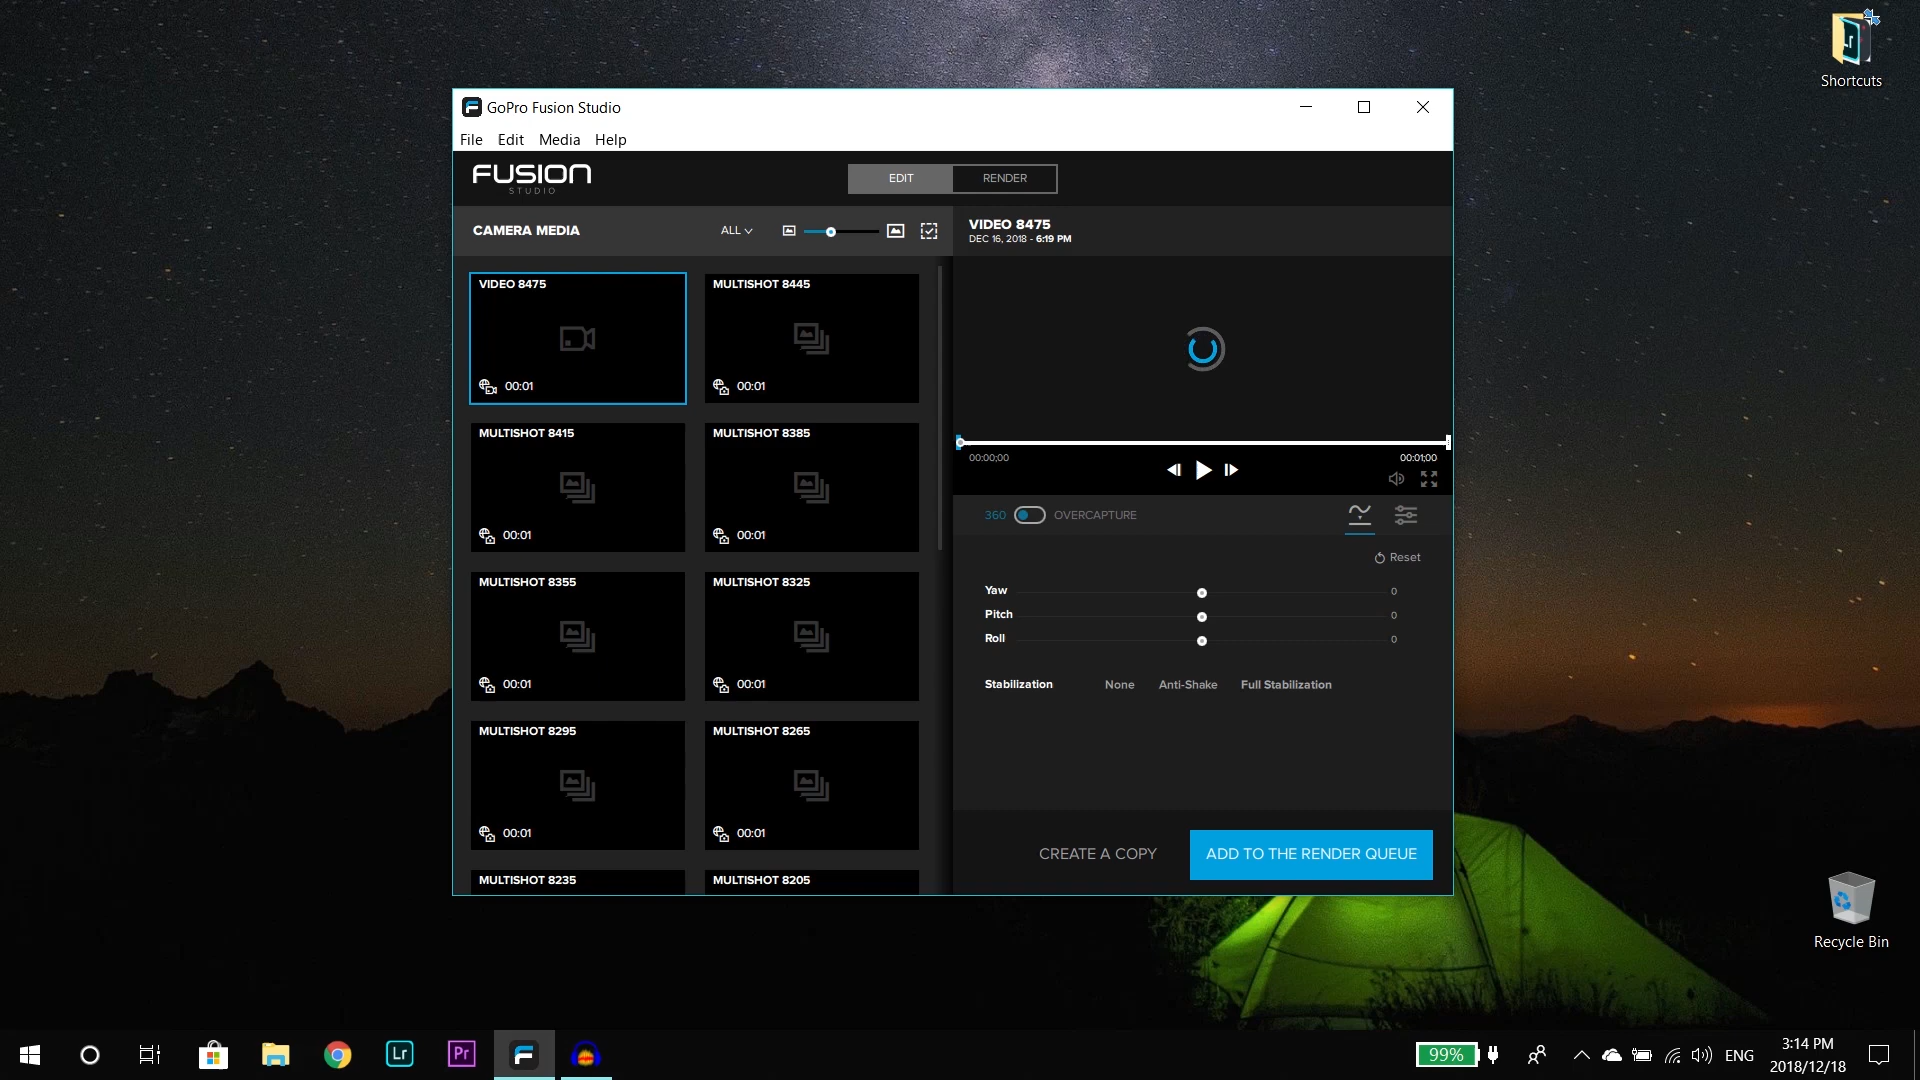 Shortcuts
GoPro Fusion Studio
File Edit Media Help
FUSION
STUDIO
EDIT
RENDER
CAMERA MEDIA
ALL
VIDEO 8475
DEC 16, 2018 - 6:19 PM
VIDEO 8475
00:01
MULTISHOT 8445
00:01
MULTISHOT 8415
00:01
MULTISHOT 8385
00:01
MULTISHOT 8355
00:01
MULTISHOT 8325
00:01
MULTISHOT 8295
00:01
MULTISHOT 8265
00:01
MULTISHOT 8235
MULTISHOT 8205
00:00;00
00:01;00
360
OVERCAPTURE
Reset
Yaw 0
Pitch 0
Roll 0
Stabilization None Anti-Shake Full Stabilization
CREATE A COPY
ADD TO THE RENDER QUEUE
Recycle Bin
Lr
Pr
99%
ENG
3:14 PM
2018/12/18